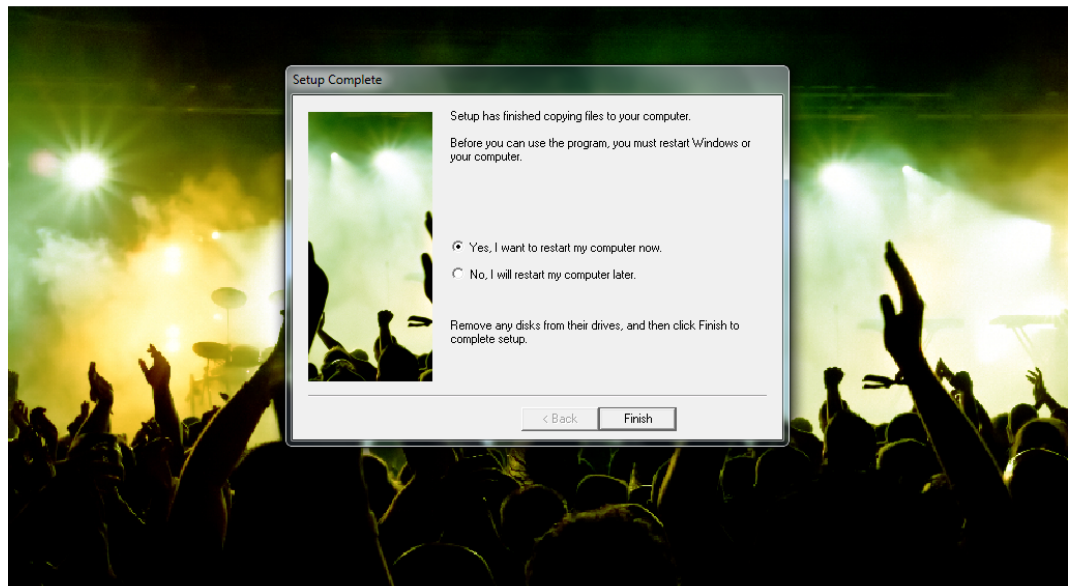 Setup Complete
Setup has finished copying files to your computer.
Before you can use the program, you must restart Windows or
your computer.
Yes, I want to restart my computer now.
No, I will restart my computer later.
Remove any disks from their drives, and then click Finish to
complete setup.
< Back Finish